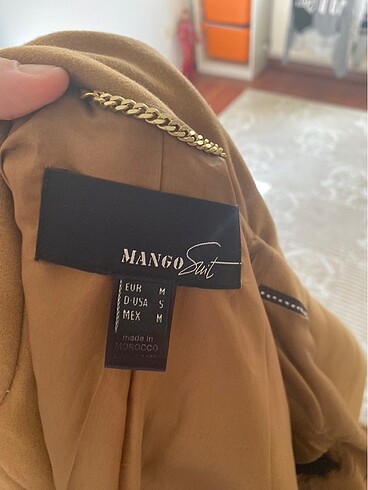 MANGO Suit
EUR M
D-USA S
MEX M
made in
MOROCCO